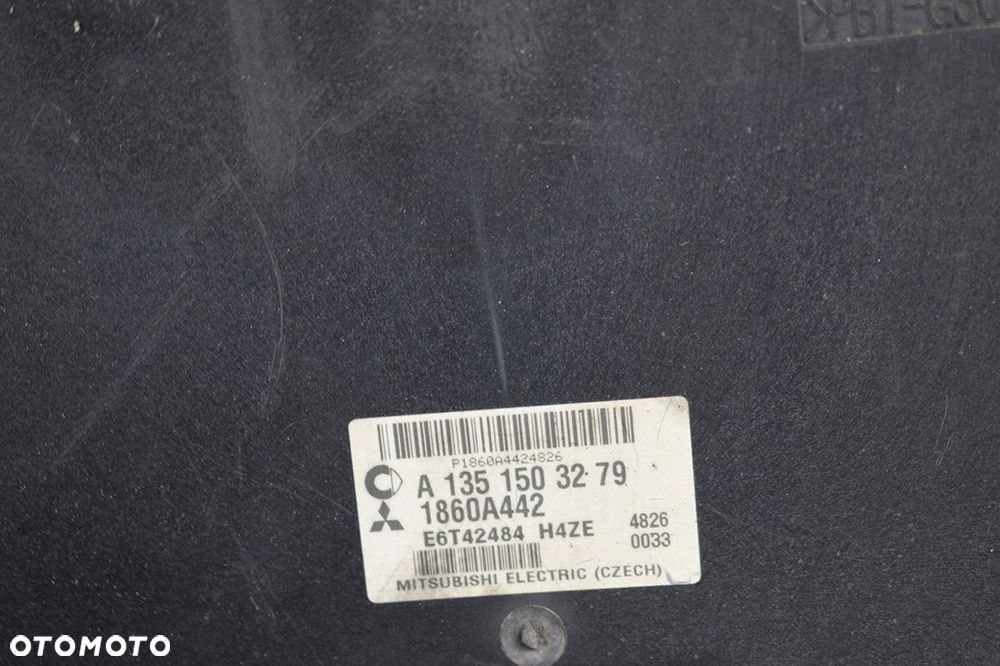 P1860A4424826
A 135 150 32 79
1860A442
E6T42484 H4ZE
4826
0033
MITSUBISHI ELECTRIC (CZECH)
OTOMOTO